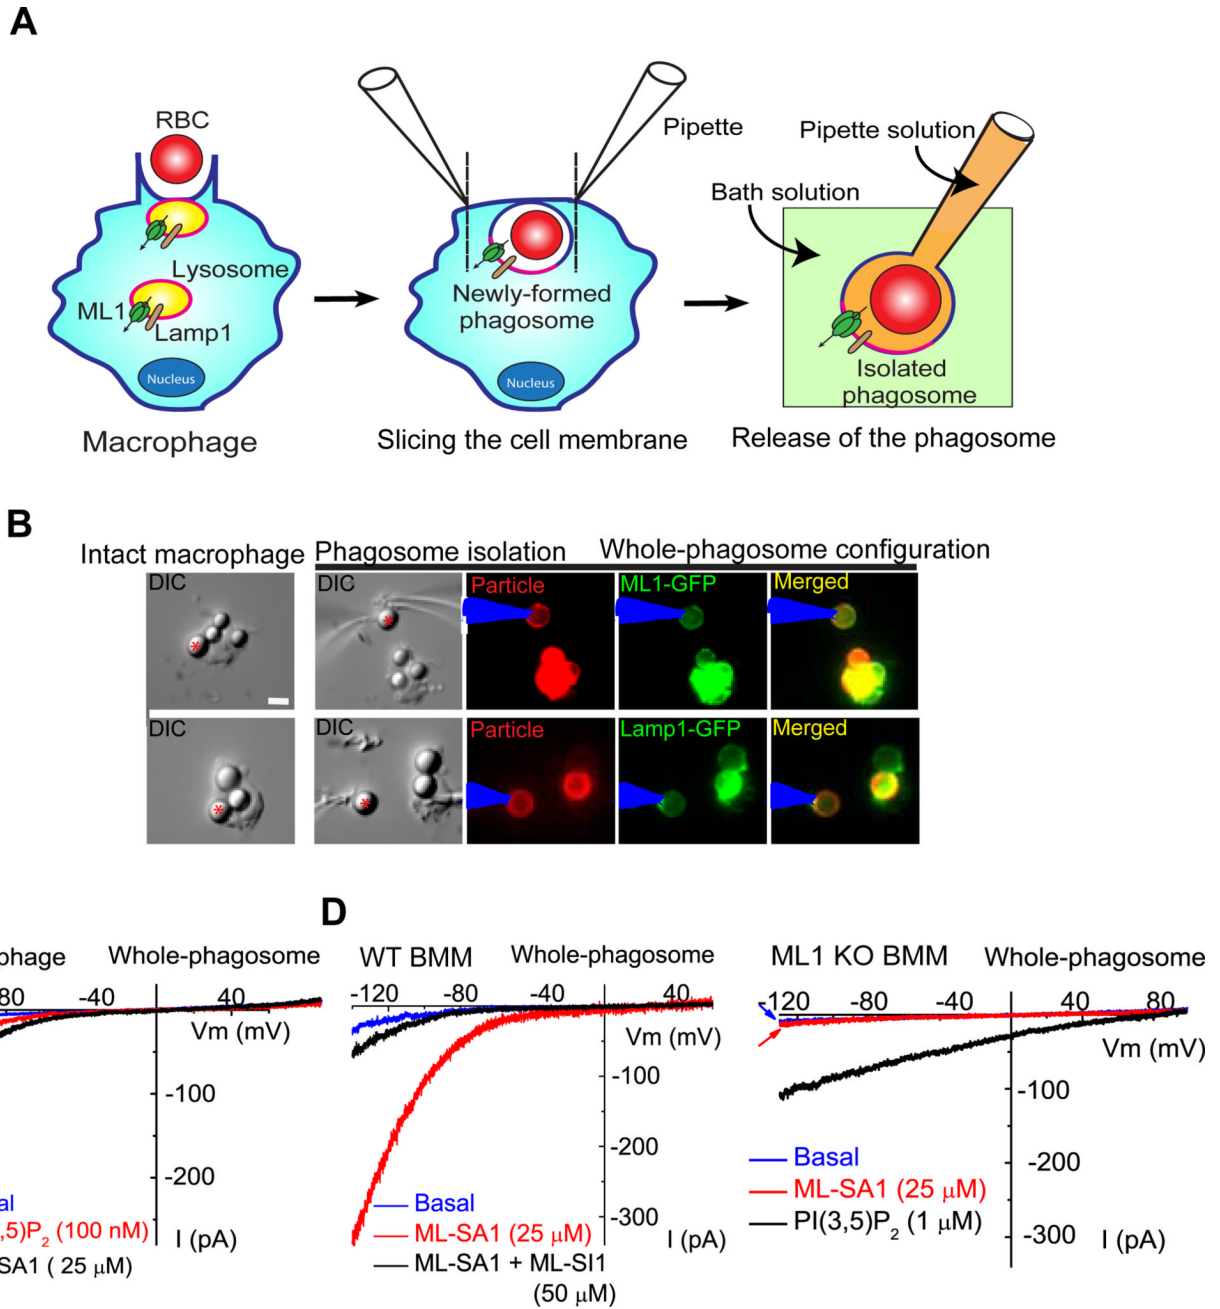 A
RBC
Lysosome
ML1
Lamp1
Nucleus
Macrophage
Pipette
Newly-formed
phagosome
Nucleus
Slicing the cell membrane
Pipette solution
Bath solution
Isolated
phagosome
Release of the phagosome
B
Intact macrophage
Phagosome isolation
Whole-phagosome configuration
DIC
DIC
Particle
ML1-GFP
Merged
*
*
DIC
DIC
Particle
Lamp1-GFP
Merged
*
*
phage
Whole-phagosome
80 -40 40
Vm (mV)
-100
-200
al
,5)P2 (100 nM)
SA1 ( 25 μM)
I (pA)
D
WT BMM
Whole-phagosome
-120 -80 -40 40
Vm (mV)
-100
-200
-300
Basal
ML-SA1 (25 μM)
ML-SA1 + ML-SI1
(50 μM)
I (pA)
ML1 KO BMM
Whole-phagosome
-120 -80 -40 40 80
Vm (mV)
-100
-200
-300
Basal
ML-SA1 (25 μM)
PI(3,5)P2 (1 μM)
I (pA)